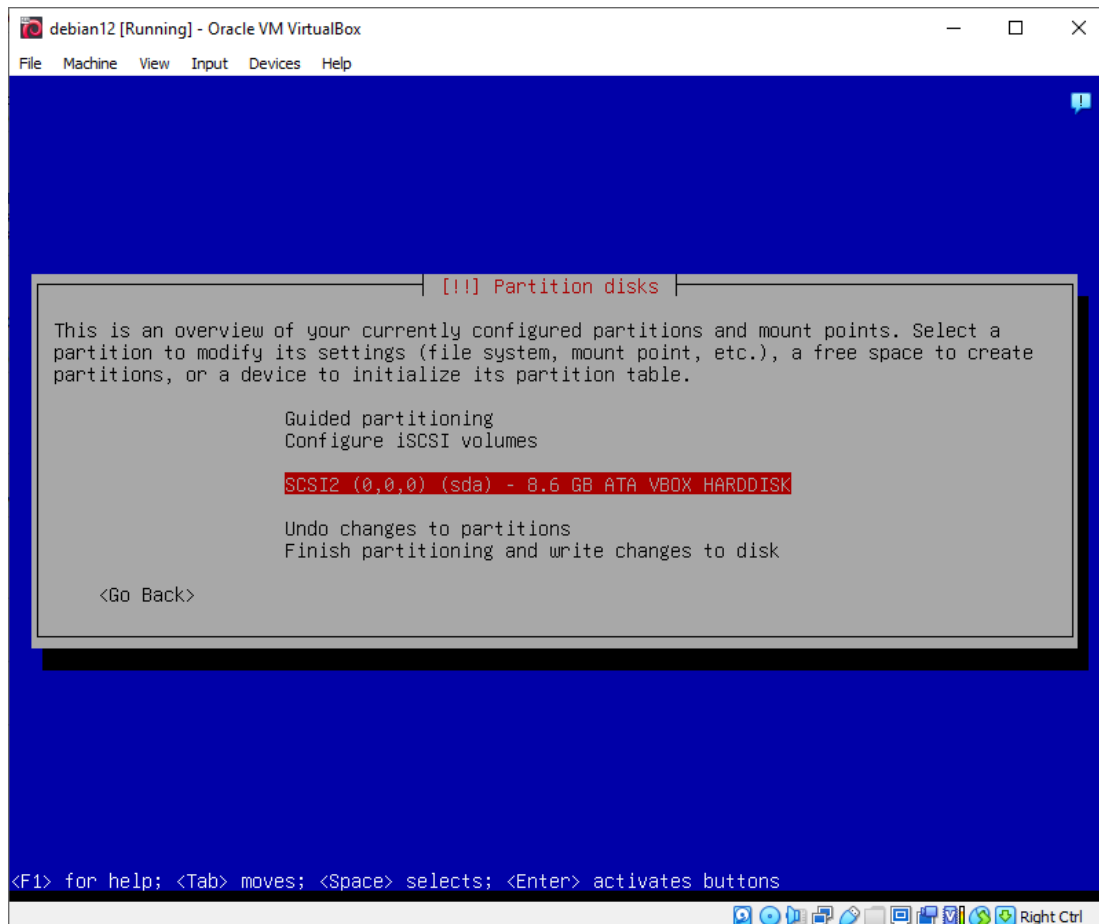 debian12 [Running] - Oracle VM VirtualBox
File Machine View Input Devices Help
[!!] Partition disks
This is an overview of your currently configured partitions and mount points. Select a
partition to modify its settings (file system, mount point, etc.), a free space to create
partitions, or a device to initialize its partition table.
Guided partitioning
Configure iSCSI volumes
SCSI2 (0,0,0) (sda) - 8.6 GB ATA VBOX HARDDISK
Undo changes to partitions
Finish partitioning and write changes to disk
<Go Back>
<F1> for help; <Tab> moves; <Space> selects; <Enter> activates buttons
Right Ctrl